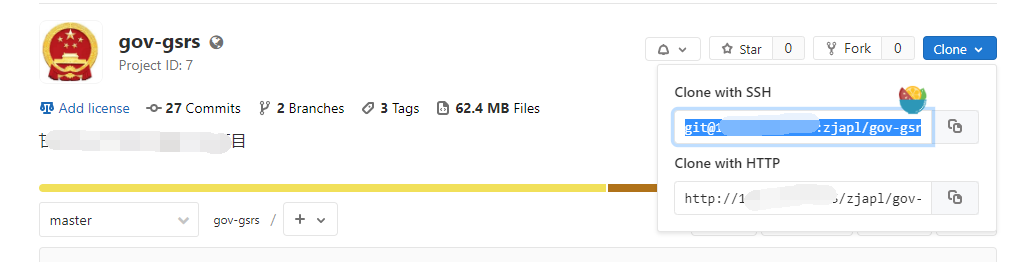 gov-gsrs
Project ID: 7
Star 0 Fork 0 Clone
Clone with SSH
git@1 :zjapl/gov-gsr
Clone with HTTP
http://1 /zjapl/gov-
Add license 27 Commits 2 Branches 3 Tags 62.4 MB Files
目
master gov-gsrs / +